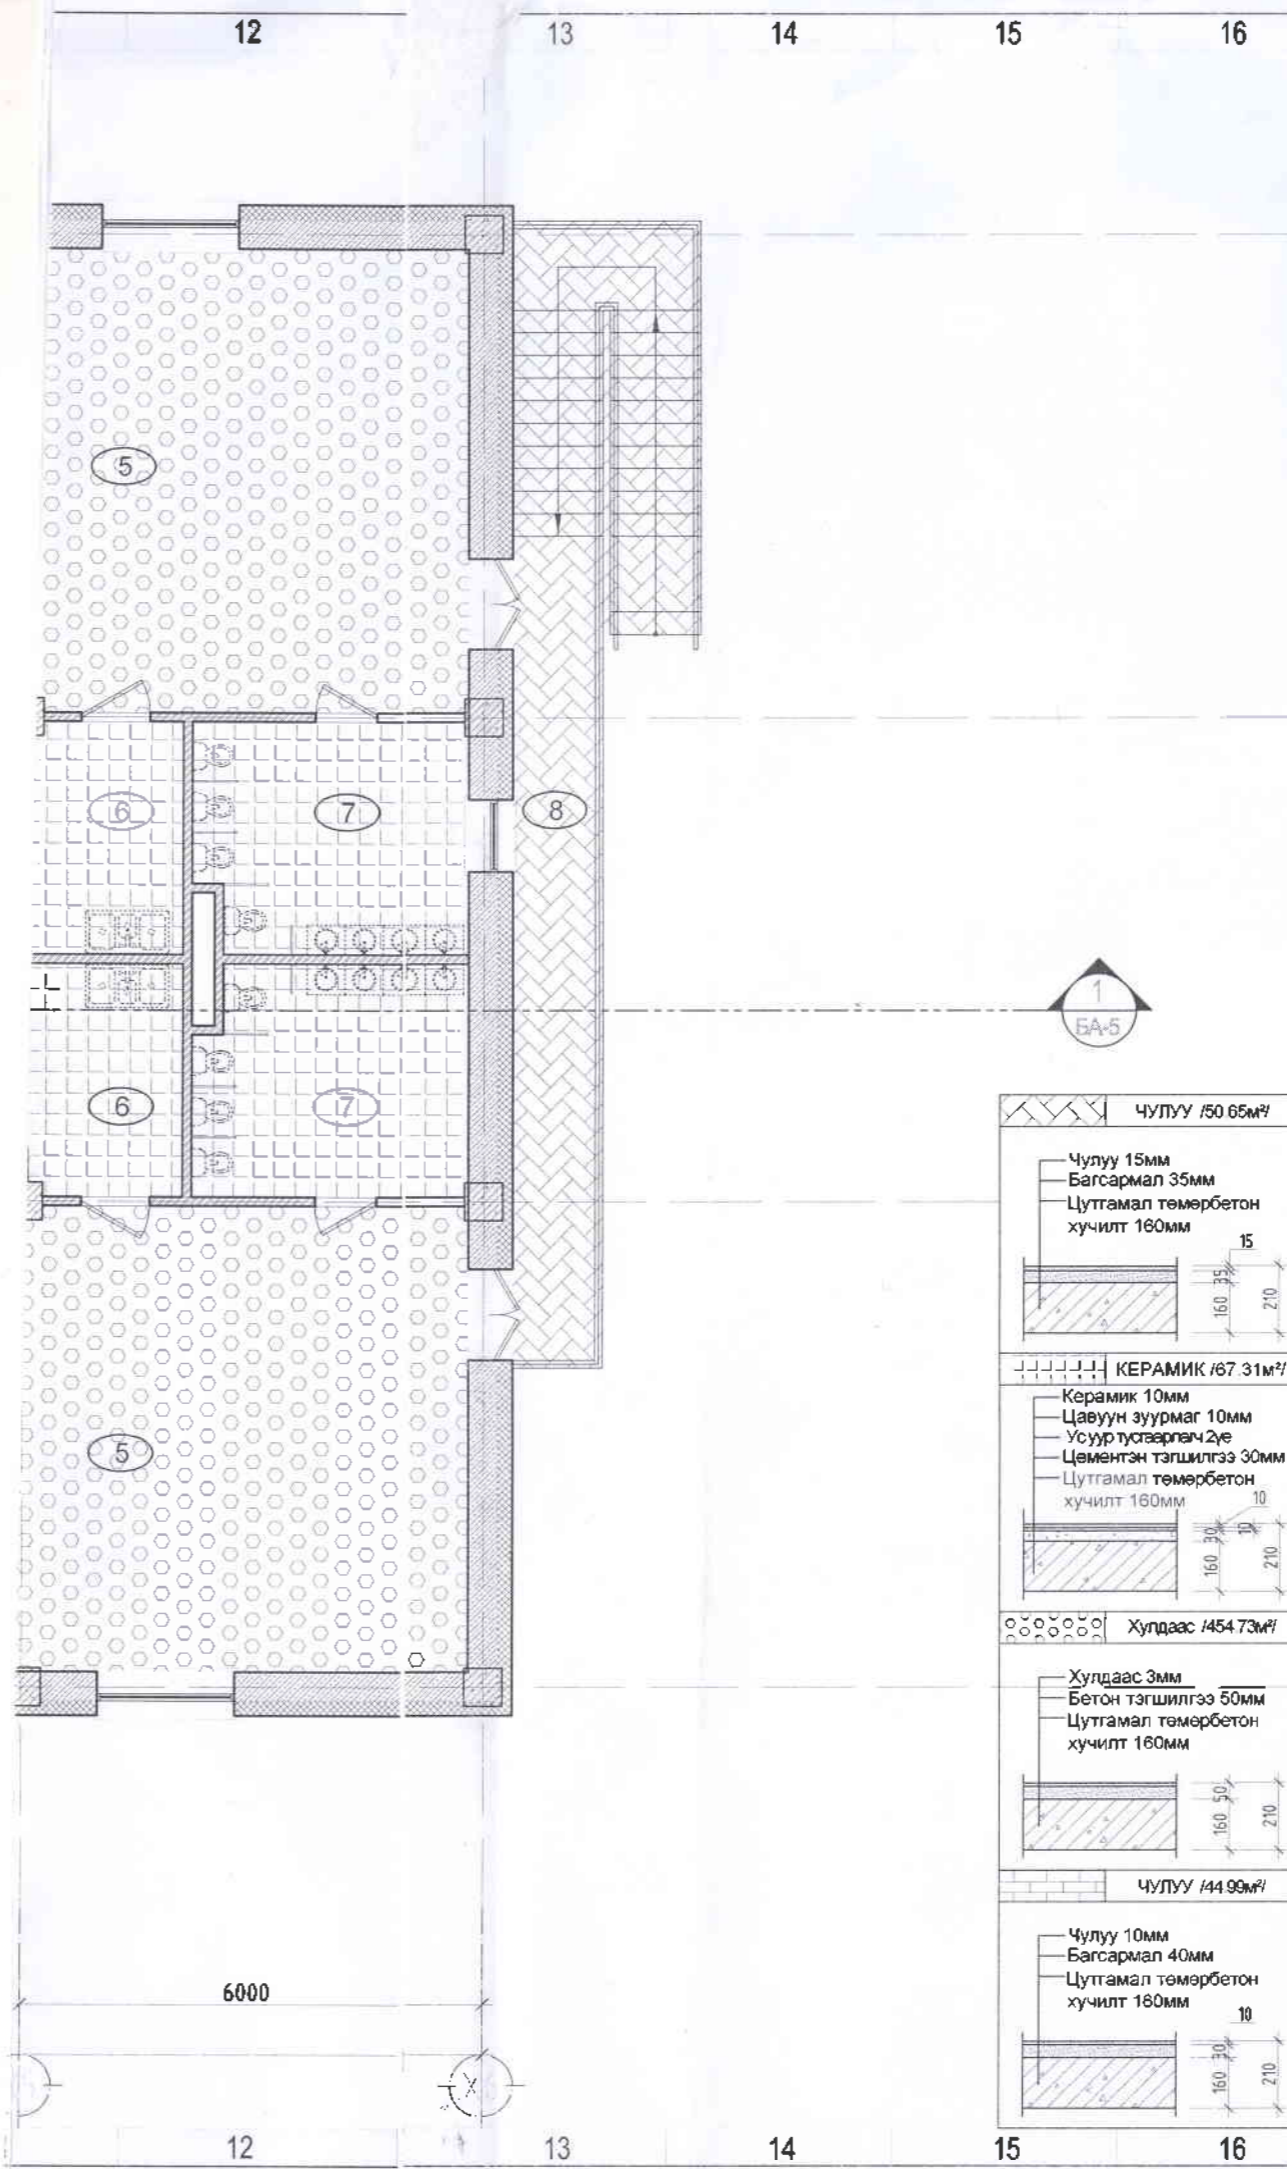 12 13 14 15 16
5
6 7 8
1
БА-5
6 7
5
ЧУЛУУ /50.65м²/
Чулуу 15мм
Багсармал 35мм
Цутгамал төмөрбетон
хучилт 160мм
15
35
160 210
КЕРАМИК /67.31м²/
Керамик 10мм
Цавуун зуурмаг 10мм
Усуур тусгаарлагч 2үе
Цементэн тэгшилгээ 30мм
Цутгамал төмөрбетон
хучилт 160мм
10
30 10
160 210
Хулдаас /454.73м²/
Хулдаас 3мм
Бетон тэгшилгээ 50мм
Цутгамал төмөрбетон
хучилт 160мм
50
160 210
ЧУЛУУ /44.99м²/
Чулуу 10мм
Багсармал 40мм
Цутгамал төмөрбетон
хучилт 160мм
10
30
160 210
6000
X
12 13 14 15 16